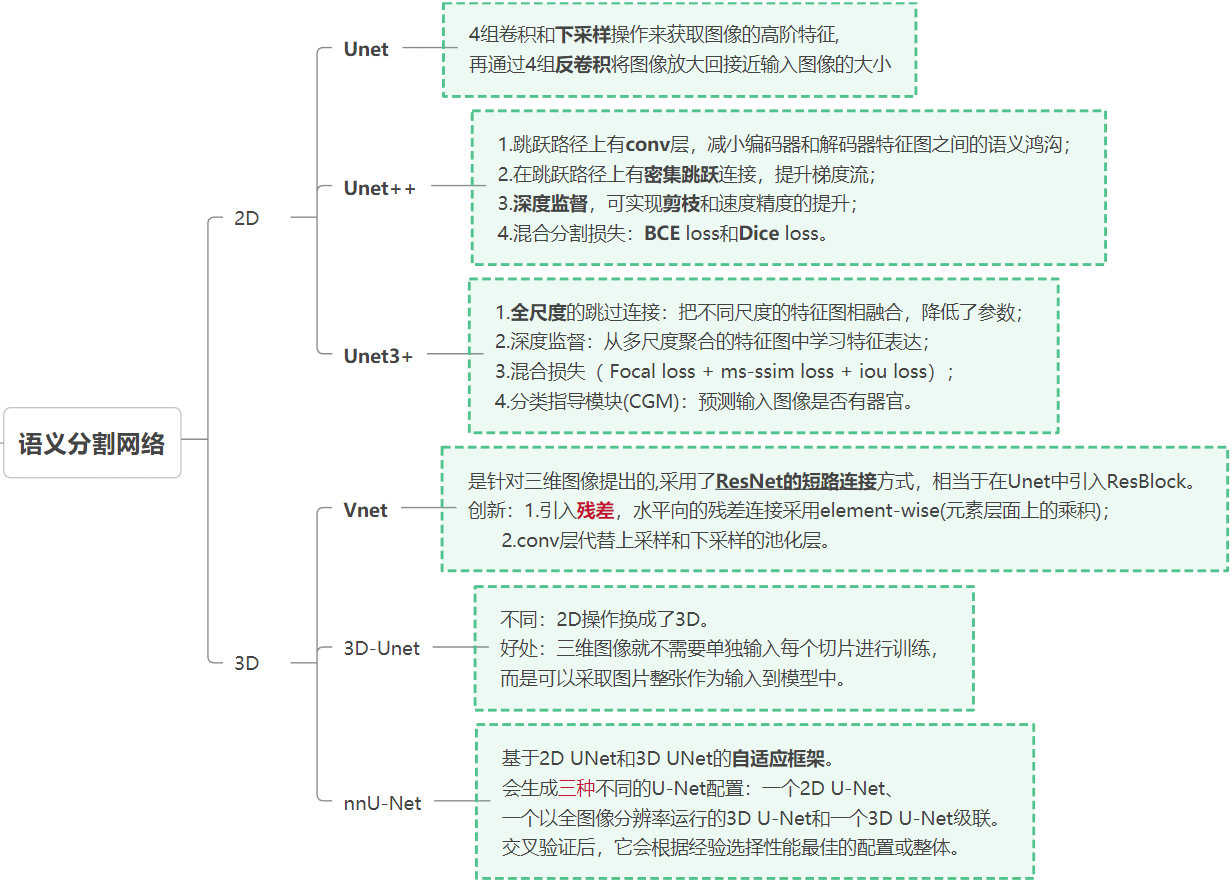 语义分割网络
2D
Unet
4组卷积和下采样操作来获取图像的高阶特征,
再通过4组反卷积将图像放大回接近输入图像的大小
Unet++
1.跳跃路径上有conv层，减小编码器和解码器特征图之间的语义鸿沟；
2.在跳跃路径上有密集跳跃连接，提升梯度流；
3.深度监督，可实现剪枝和速度精度的提升；
4.混合分割损失：BCE loss和Dice loss。
Unet3+
1.全尺度的跳过连接：把不同尺度的特征图相融合，降低了参数；
2.深度监督：从多尺度聚合的特征图中学习特征表达；
3.混合损失（ Focal loss + ms-ssim loss + iou loss）；
4.分类指导模块(CGM)：预测输入图像是否有器官。
3D
Vnet
是针对三维图像提出的,采用了ResNet的短路连接方式，相当于在Unet中引入ResBlock。
创新：1.引入残差，水平向的残差连接采用element-wise(元素层面上的乘积)；
2.conv层代替上采样和下采样的池化层。
3D-Unet
不同：2D操作换成了3D。
好处：三维图像就不需要单独输入每个切片进行训练，
而是可以采取图片整张作为输入到模型中。
nnU-Net
基于2D UNet和3D UNet的自适应框架。
会生成三种不同的U-Net配置：一个2D U-Net、
一个以全图像分辨率运行的3D U-Net和一个3D U-Net级联。
交叉验证后，它会根据经验选择性能最佳的配置或整体。